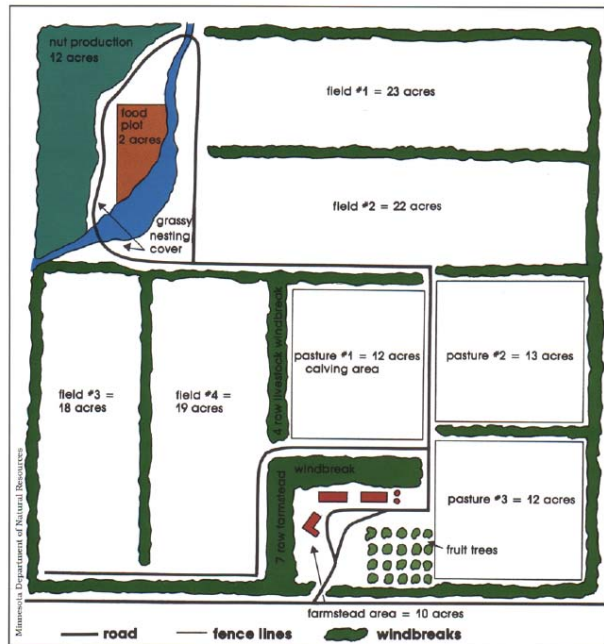 nut production
12 acres
food
plot
2 acres
grassy
nesting
cover
field #1 = 23 acres
field #2 = 22 acres
field #3 =
18 acres
field #4 =
19 acres
4 row livestock windbreak
pasture #1 = 12 acres
calving area
pasture #2 = 13 acres
windbreak
7 row farmstead
pasture #3 = 12 acres
fruit trees
farmstead area = 10 acres
Minnesota Department of Natural Resources
road
fence lines
windbreaks